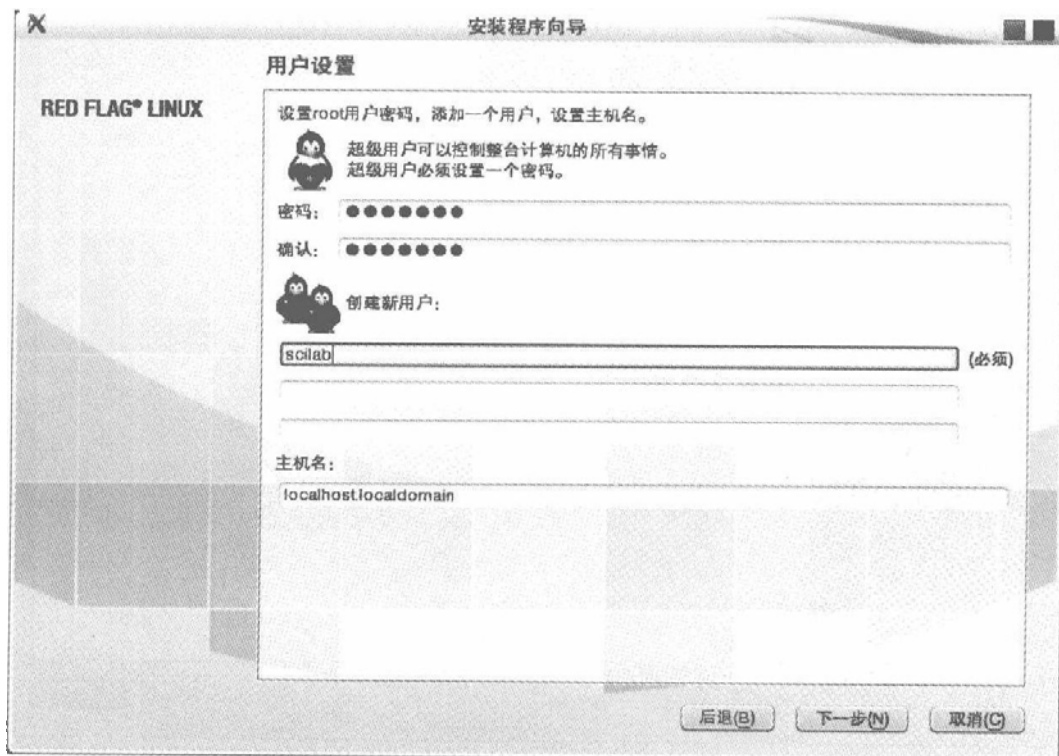 安装程序向导
用户设置
RED FLAG® LINUX
设置root用户密码，添加一个用户，设置主机名。
超级用户可以控制整台计算机的所有事情。
超级用户必须设置一个密码。
密码: ●●●●●●●
确认: ●●●●●●●
创建新用户:
scilab (必须)
主机名:
localhost.localdomain
后退(B) 下一步(N) 取消(C)